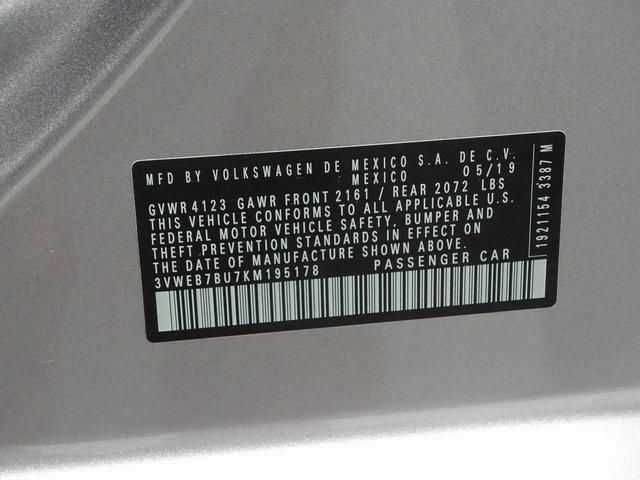 MFD BY VOLKSWAGEN DE MEXICO S.A. DE C.V.
MEXICO 05/19
GVWR 4123 GAWR FRONT 2161 / REAR 2072 LBS
THIS VEHICLE CONFORMS TO ALL APPLICABLE U.S.
FEDERAL MOTOR VEHICLE SAFETY, BUMPER AND
THEFT PREVENTION STANDARDS IN EFFECT ON
THE DATE OF MANUFACTURE SHOWN ABOVE.
3VWEB7BU7KM195178 PASSENGER CAR
1921154 3387 M